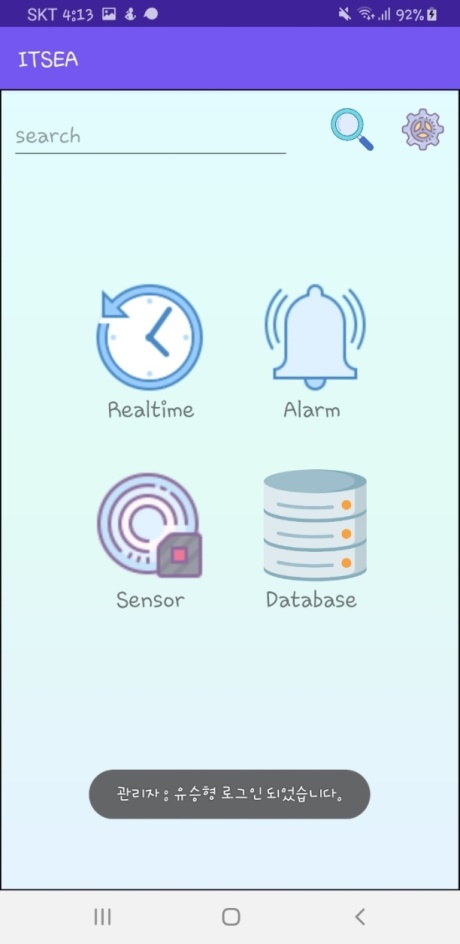 SKT 4:13 92%
ITSEA
search
Realtime Alarm
Sensor Database
관리자 : 유승형 로그인 되었습니다.